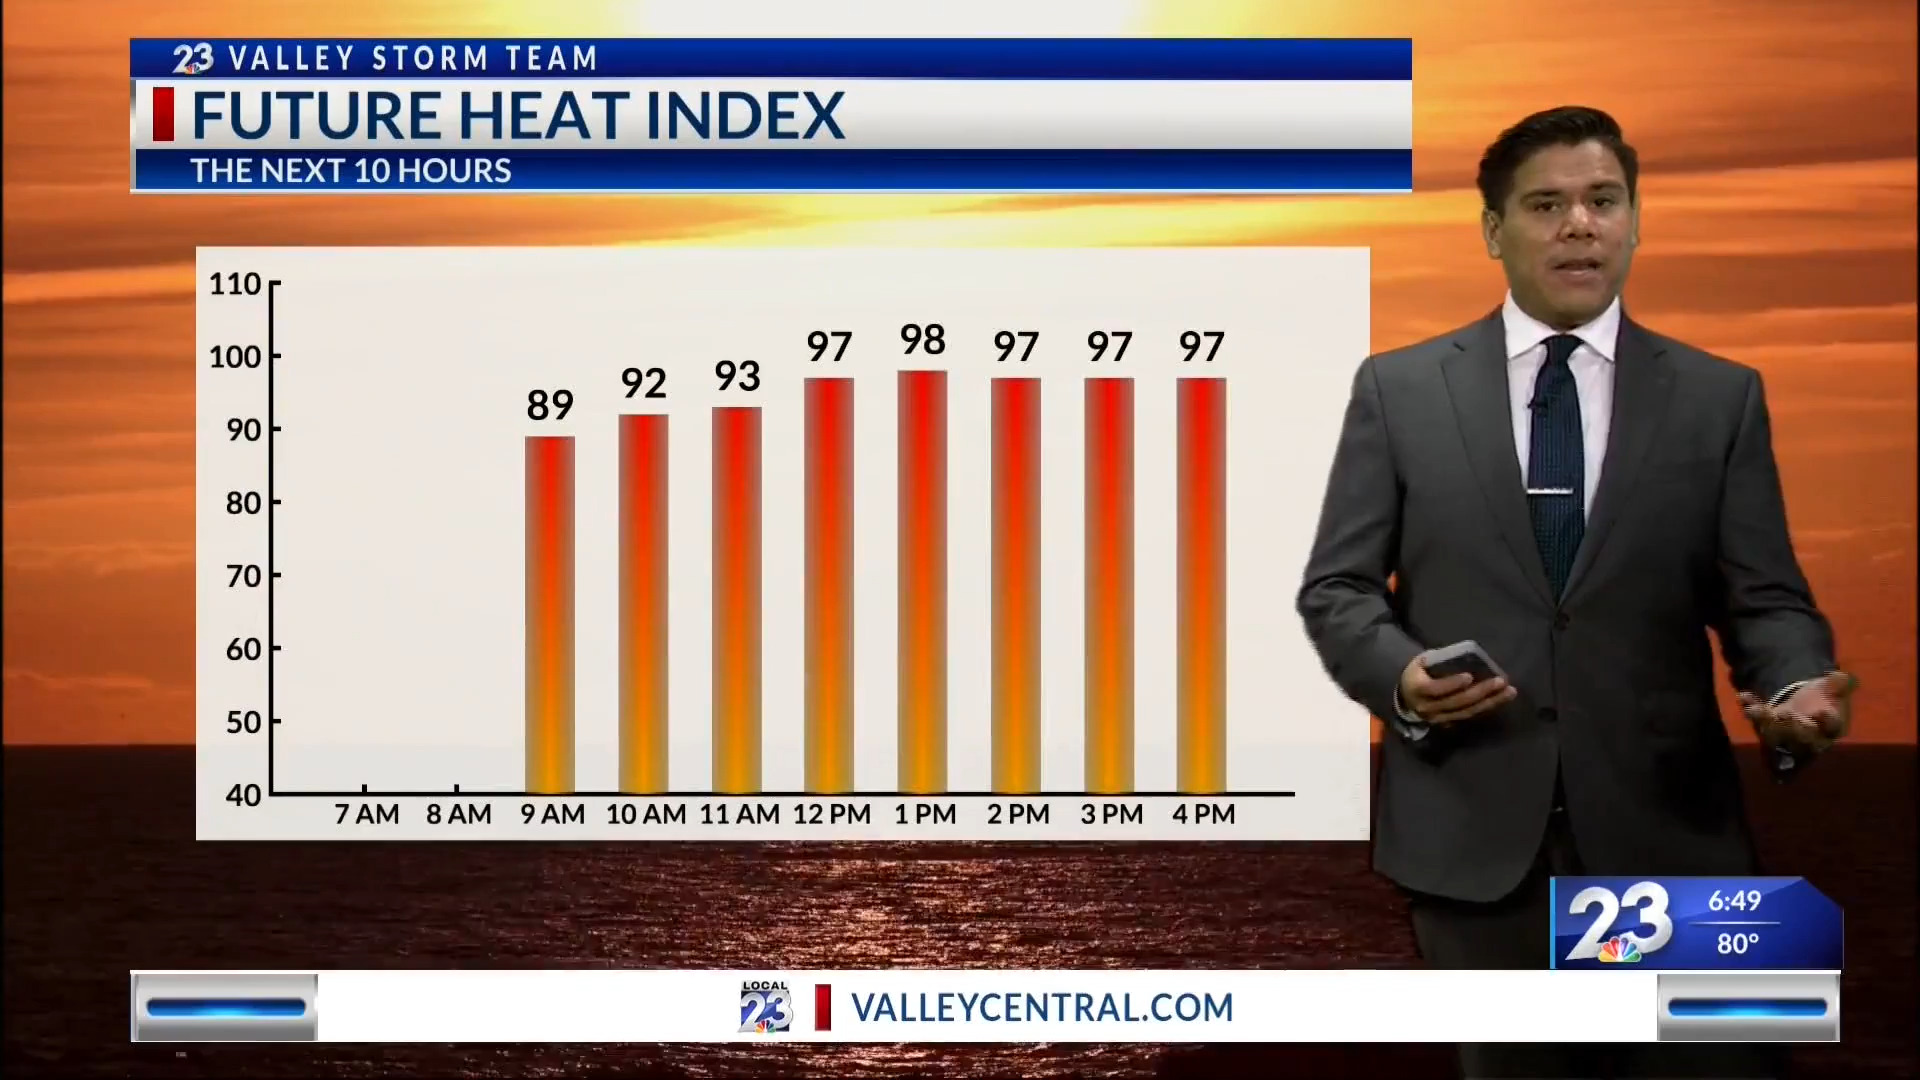 23 VALLEY STORM TEAM
FUTURE HEAT INDEX
THE NEXT 10 HOURS
110
100
90
80
70
60
50
40
89
92
93
97
98
97
97
97
7 AM
8 AM
9 AM
10 AM
11 AM
12 PM
1 PM
2 PM
3 PM
4 PM
23
6:49
80°
LOCAL
23
VALLEYCENTRAL.COM